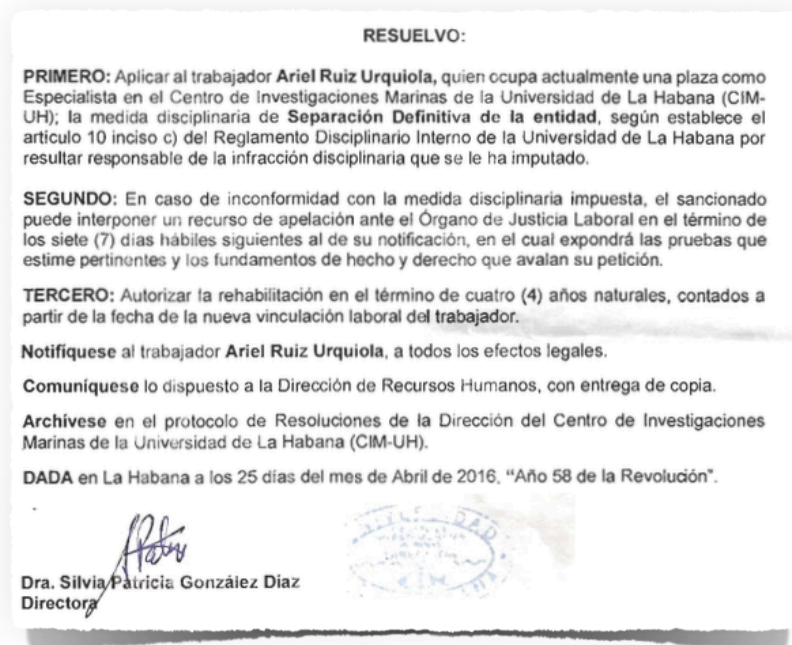 RESUELVO:
PRIMERO: Aplicar al trabajador Ariel Ruiz Urquiola, quien ocupa actualmente una plaza como
Especialista en el Centro de Investigaciones Marinas de la Universidad de La Habana (CIM-
UH); la medida disciplinaria de Separación Definitiva de la entidad, según establece el
artículo 10 inciso c) del Reglamento Disciplinario Interno de la Universidad de La Habana por
resultar responsable de la infracción disciplinaria que se le ha imputado.
SEGUNDO: En caso de inconformidad con la medida disciplinaria impuesta, el sancionado
puede interponer un recurso de apelación ante el Órgano de Justicia Laboral en el término de
los siete (7) días hábiles siguientes al de su notificación, en el cual expondrá las pruebas que
estime pertinentes y los fundamentos de hecho y derecho que avalan su petición.
TERCERO: Autorizar la rehabilitación en el término de cuatro (4) años naturales, contados a
partir de la fecha de la nueva vinculación laboral del trabajador.
Notifíquese al trabajador Ariel Ruiz Urquiola, a todos los efectos legales.
Comuníquese lo dispuesto a la Dirección de Recursos Humanos, con entrega de copia.
Archívese en el protocolo de Resoluciones de la Dirección del Centro de Investigaciones
Marinas de la Universidad de La Habana (CIM-UH).
DADA en La Habana a los 25 días del mes de Abril de 2016, "Año 58 de la Revolución".
Dra. Silvia Patricia González Díaz
Directora